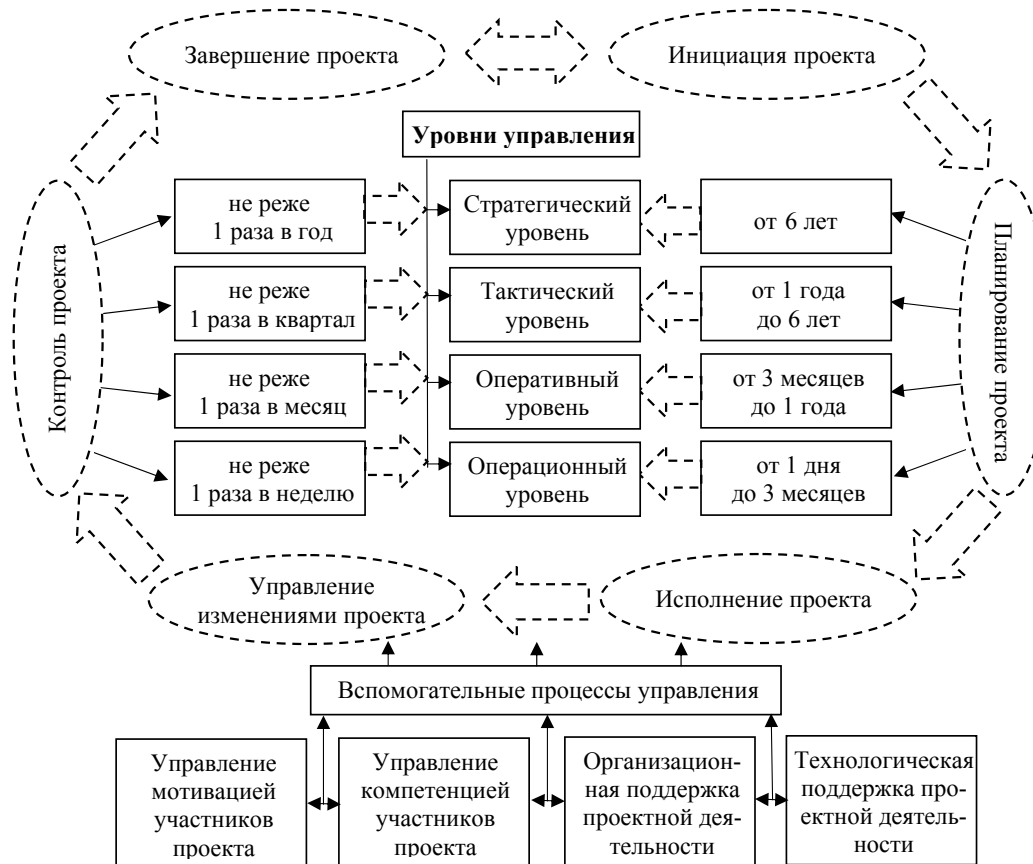 Завершение проекта
Инициация проекта
Уровни управления
Контроль проекта
не реже
1 раза в год
Стратегический
уровень
от 6 лет
Планирование проекта
не реже
1 раза в квартал
Тактический
уровень
от 1 года
до 6 лет
не реже
1 раза в месяц
Оперативный
уровень
от 3 месяцев
до 1 года
не реже
1 раза в неделю
Операционный
уровень
от 1 дня
до 3 месяцев
Управление
изменениями проекта
Исполнение проекта
Вспомогательные процессы управления
Управление
мотивацией
участников
проекта
Управление
компетенцией
участников
проекта
Организацион-
ная поддержка
проектной дея-
тельности
Технологическая
поддержка про-
ектной деятель-
ности